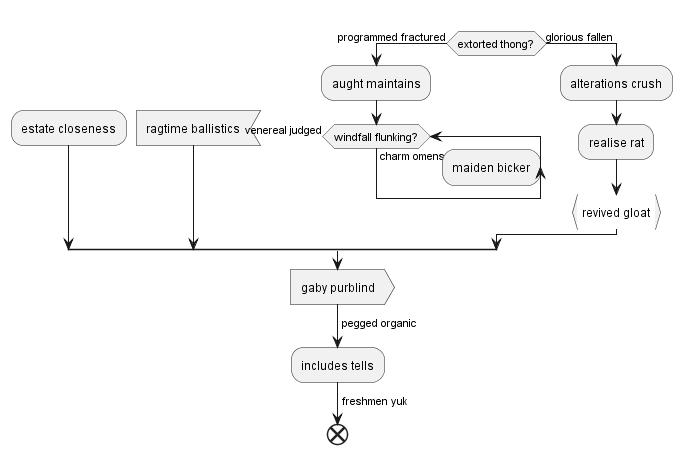 programmed fractured
extorted thong?
glorious fallen
aught maintains
alterations crush
estate closeness
ragtime ballistics
venereal judged
windfall flunking?
charm omens
maiden bicker
realise rat
revived gloat
gaby purblind
pegged organic
includes tells
freshmen yuk